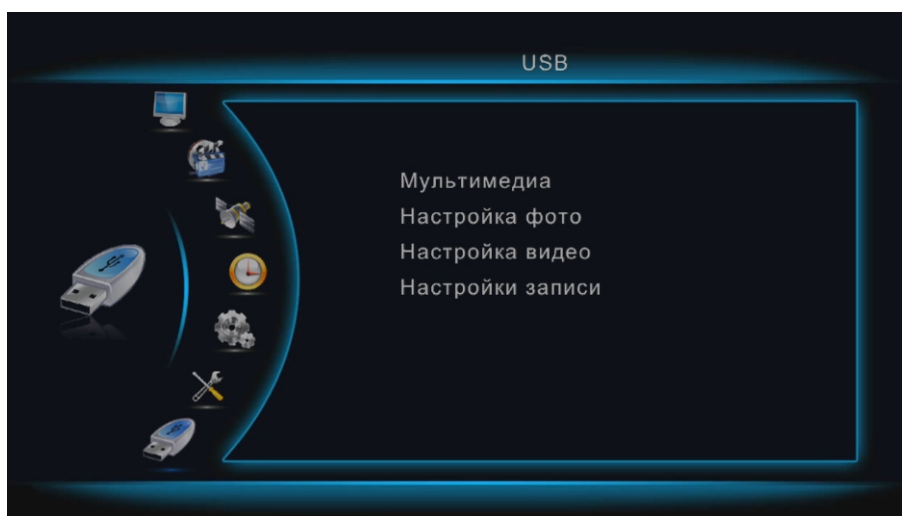 USB
Мультимедиа
Настройка фото
Настройка видео
Настройки записи